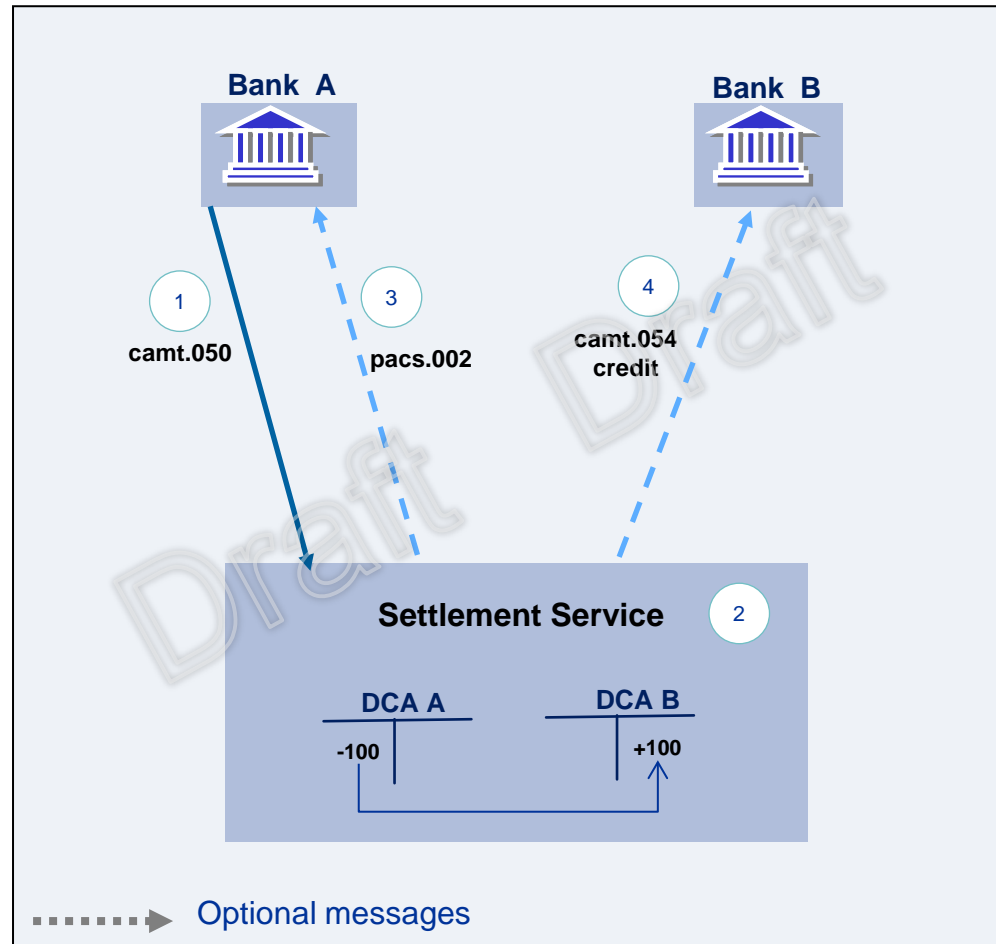 Bank A
Bank B
1
3
4
camt.050
pacs.002
camt.054
credit
Draft
Draft
Settlement Service
2
DCA A
DCA B
-100
+100
Optional messages